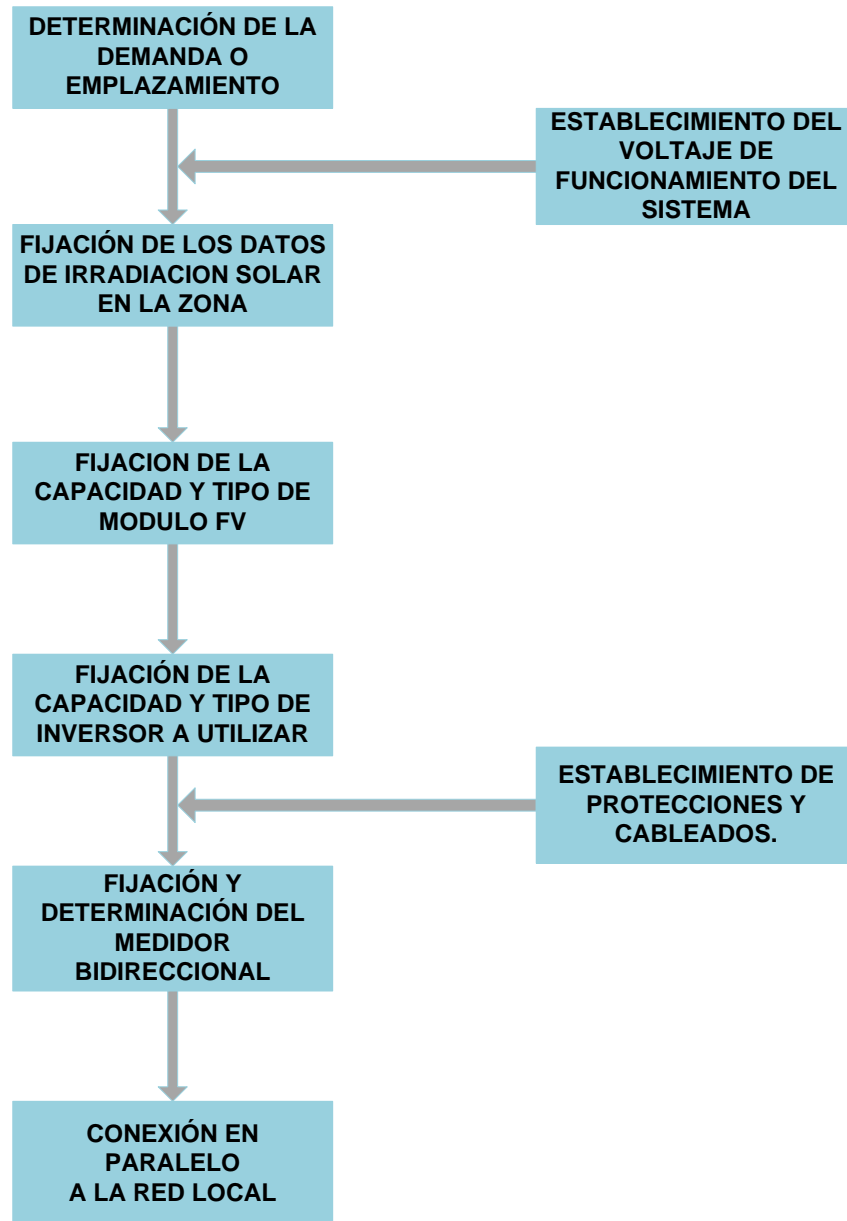 DETERMINACIÓN DE LA
DEMANDA O
EMPLAZAMIENTO
ESTABLECIMIENTO DEL
VOLTAJE DE
FUNCIONAMIENTO DEL
SISTEMA
FIJACIÓN DE LOS DATOS
DE IRRADIACION SOLAR
EN LA ZONA
FIJACION DE LA
CAPACIDAD Y TIPO DE
MODULO FV
FIJACIÓN DE LA
CAPACIDAD Y TIPO DE
INVERSOR A UTILIZAR
ESTABLECIMIENTO DE
PROTECCIONES Y
CABLEADOS.
FIJACIÓN Y
DETERMINACIÓN DEL
MEDIDOR
BIDIRECCIONAL
CONEXIÓN EN
PARALELO
A LA RED LOCAL